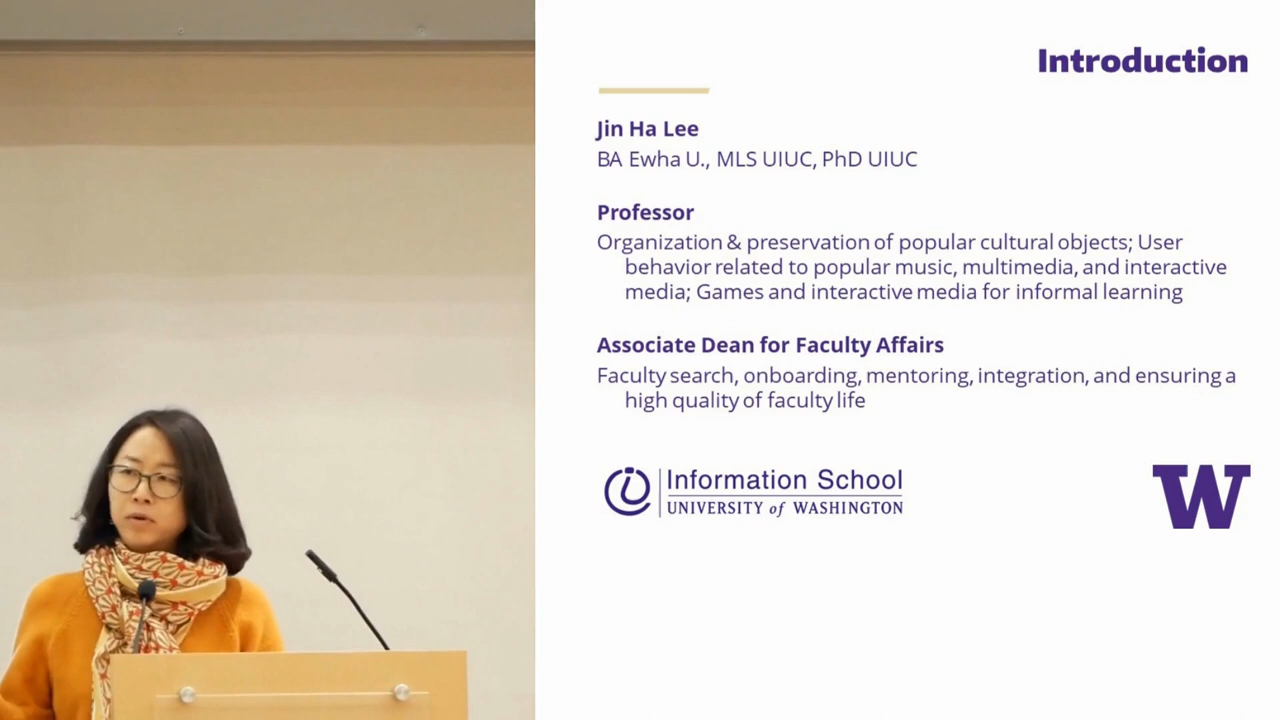 Introduction
Jin Ha Lee
BA Ewha U., MLS UIUC, PhD UIUC
Professor
Organization & preservation of popular cultural objects; User
behavior related to popular music, multimedia, and interactive
media; Games and interactive media for informal learning
Associate Dean for Faculty Affairs
Faculty search, onboarding, mentoring, integration, and ensuring a
high quality of faculty life
Information School
UNIVERSITY of WASHINGTON
W